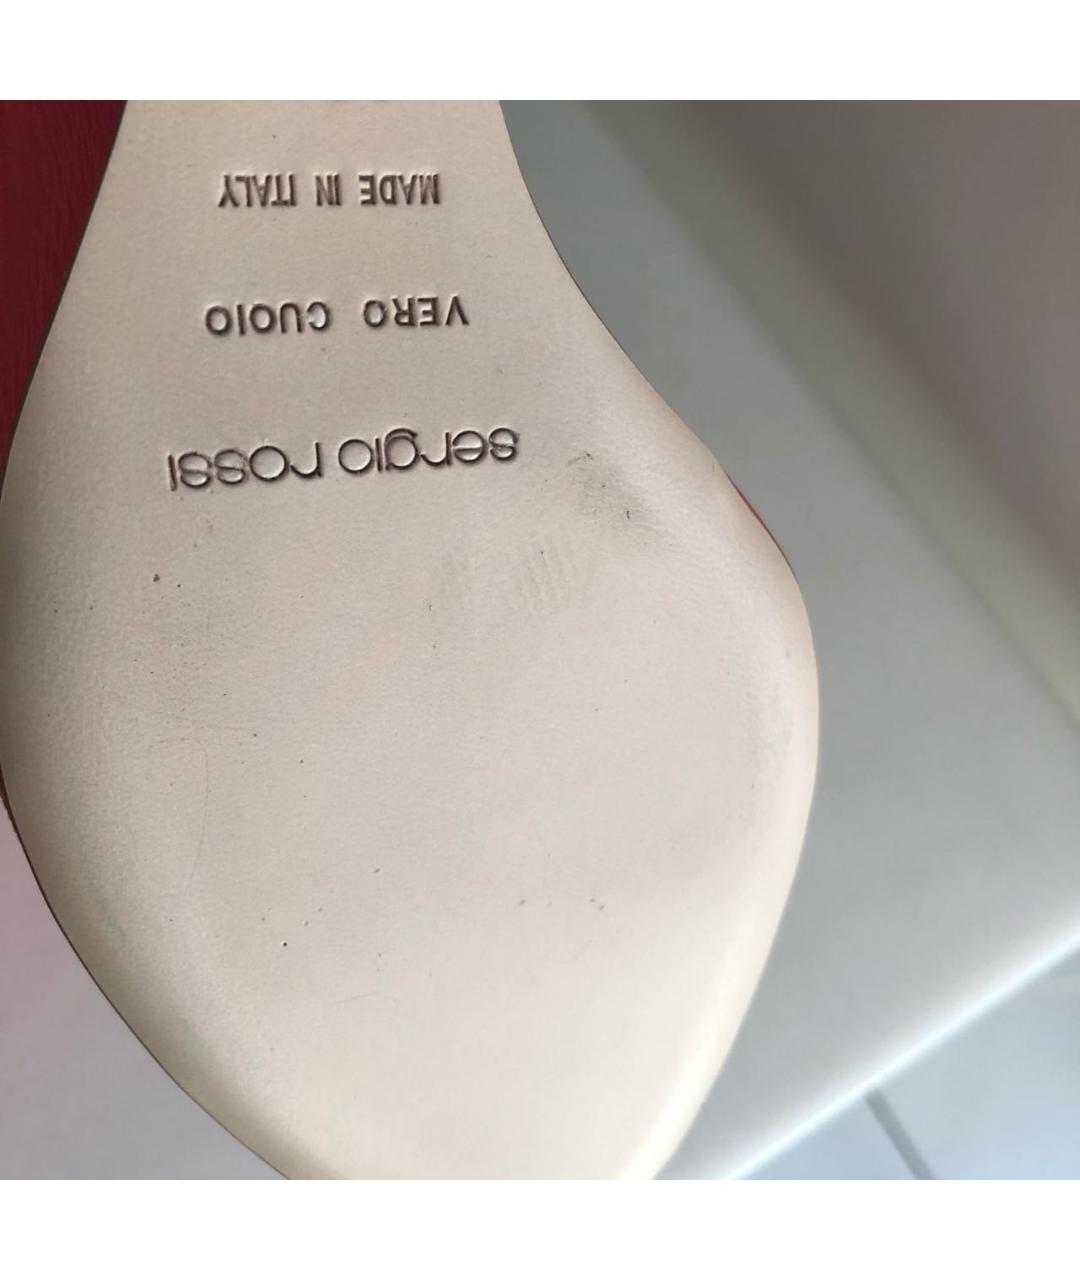 sergio rossi
VERO CUOIO
MADE IN ITALY